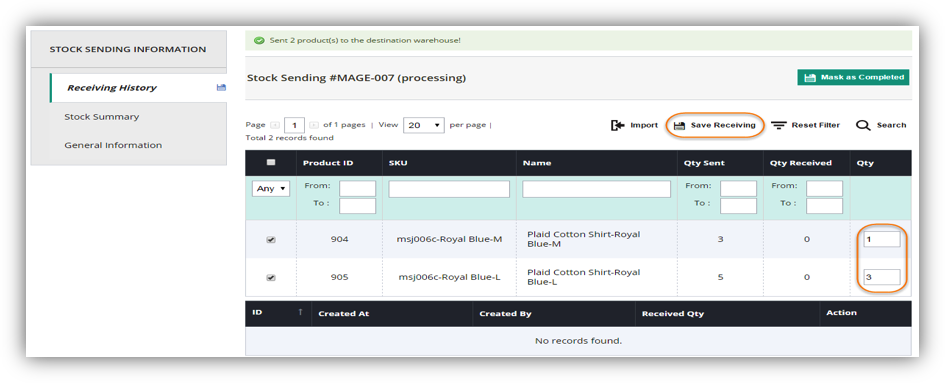 STOCK SENDING INFORMATION
Receiving History
Stock Summary
General Information
Sent 2 product(s) to the destination warehouse!
Stock Sending #MAGE-007 (processing)
Mask as Completed
Page 1 of 1 pages | View 20 per page |
Total 2 records found
Import Save Receiving Reset Filter Search
Product ID SKU Name Qty Sent Qty Received Qty
Any From: From: From:
To : To : To :
904 msj006c-Royal Blue-M Plaid Cotton Shirt-Royal
Blue-M 3 0 1
905 msj006c-Royal Blue-L Plaid Cotton Shirt-Royal
Blue-L 5 0 3
ID ↑ Created At Created By Received Qty Action
No records found.